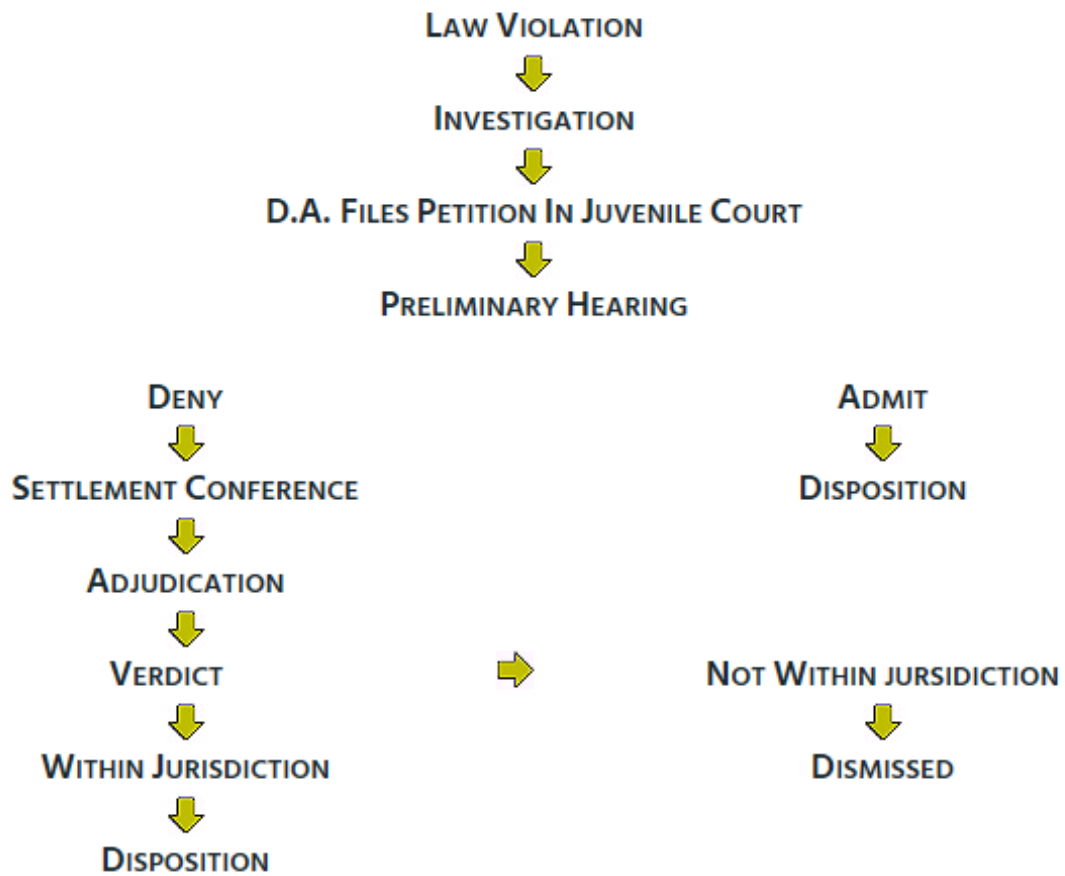 Law Violation
Investigation
D.A. Files Petition In Juvenile Court
Preliminary Hearing
Deny Admit
Settlement Conference Disposition
Adjudication
Verdict Not Within jursidiction
Within Jurisdiction Dismissed
Disposition